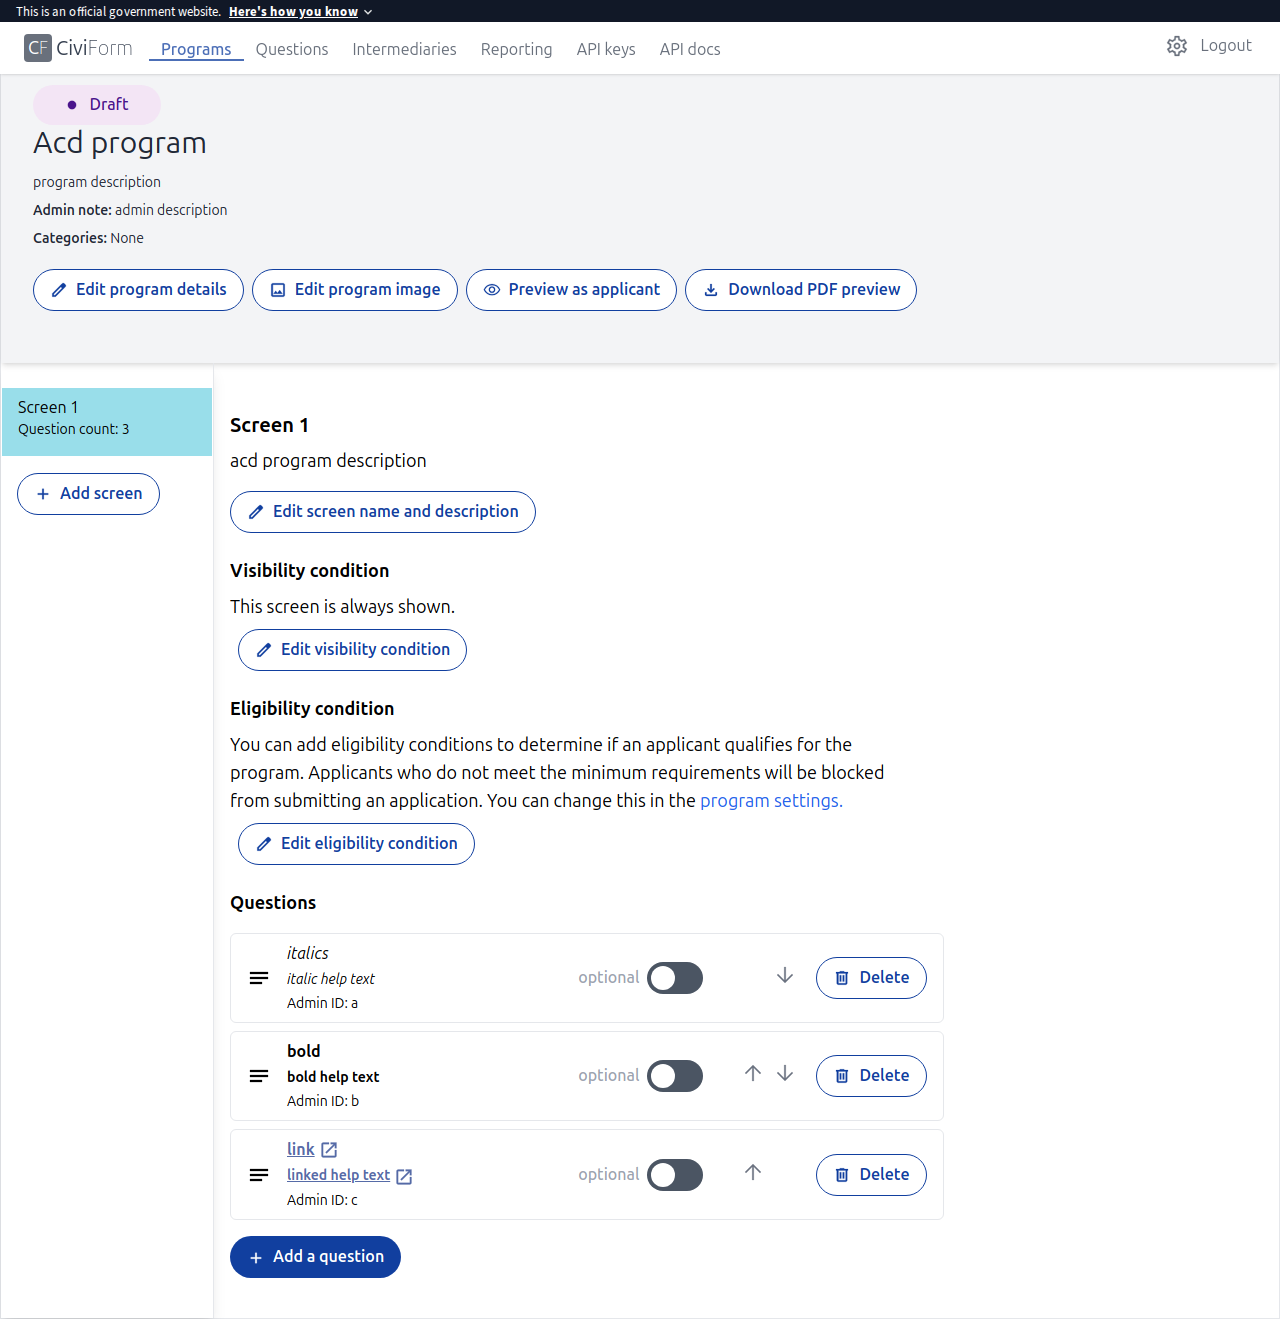 This is an official government website. Here's how you know
CF CiviForm Programs Questions Intermediaries Reporting API keys API docs Logout
Draft
Acd program
program description
Admin note: admin description
Categories: None
Edit program details Edit program image Preview as applicant Download PDF preview
Screen 1
Question count: 3
Add screen
Screen 1
acd program description
Edit screen name and description
Visibility condition
This screen is always shown.
Edit visibility condition
Eligibility condition
You can add eligibility conditions to determine if an applicant qualifies for the
program. Applicants who do not meet the minimum requirements will be blocked
from submitting an application. You can change this in the program settings.
Edit eligibility condition
Questions
italics
italic help text
Admin ID: a
optional Delete
bold
bold help text
Admin ID: b
optional Delete
link
linked help text
Admin ID: c
optional Delete
Add a question